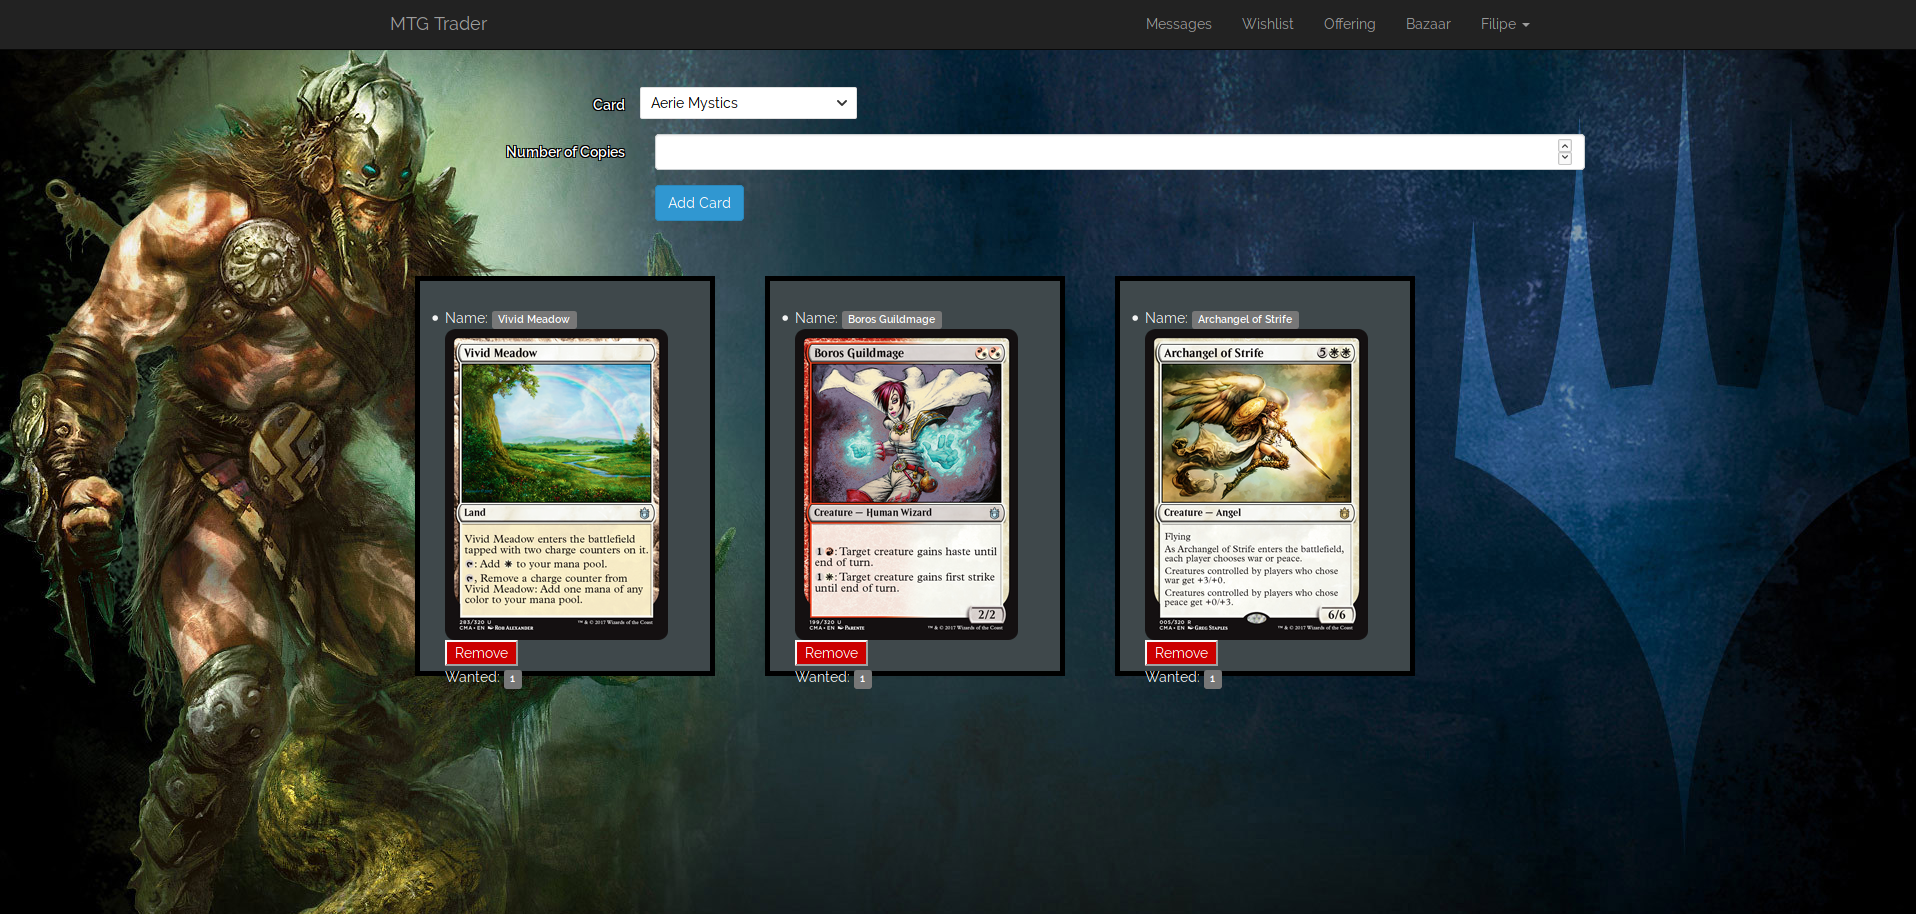 MTG Trader
Messages
Wishlist
Offering
Bazaar
Filipe
Card
Aerie Mystics
Number of Copies
Add Card
Name: Vivid Meadow
Vivid Meadow
Land
Vivid Meadow enters the battlefield
tapped with two charge counters on it.
: Add to your mana pool.
, Remove a charge counter from
Vivid Meadow: Add one mana of any
color to your mana pool.
283/320 U
CMA • EN Rob Alexander
™ & © 2017 Wizards of the Coast
Remove
Wanted: 1
Name: Boros Guildmage
Boros Guildmage
Creature — Human Wizard
1 : Target creature gains haste until
end of turn.
1 : Target creature gains first strike
until end of turn.
2/2
199/320 U
CMA • EN Parente
™ & © 2017 Wizards of the Coast
Remove
Wanted: 1
Name: Archangel of Strife
Archangel of Strife
5
Creature — Angel
Flying
As Archangel of Strife enters the battlefield,
each player chooses war or peace.
Creatures controlled by players who chose
war get +3/+0.
Creatures controlled by players who chose
peace get +0/+3.
6/6
005/320 R
CMA • EN Greg Staples
™ & © 2017 Wizards of the Coast
Remove
Wanted: 1